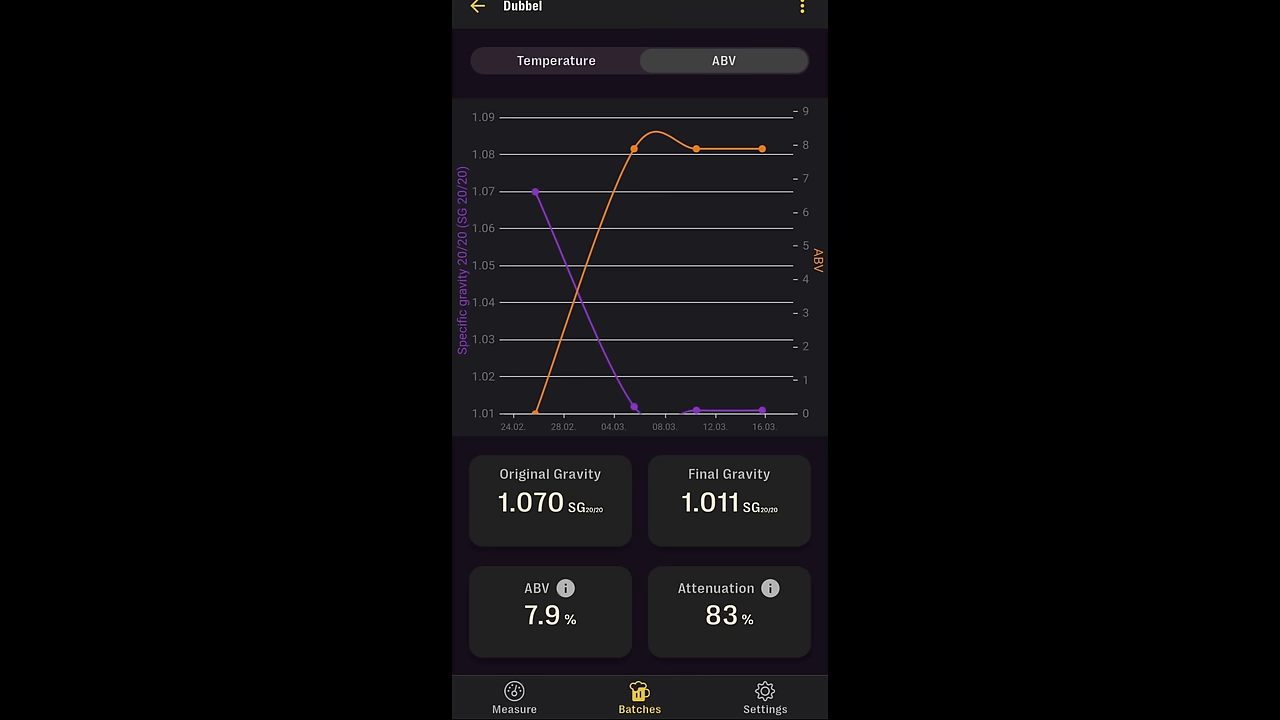 Dubbel
Temperature ABV
1.09
1.08
1.07
1.06
1.05
1.04
1.03
1.02
1.01
Specific gravity 20/20 (SG 20/20)
9
8
7
6
5
4
3
2
1
0
ABV
24.02. 28.02. 04.03. 08.03. 12.03. 16.03.
Original Gravity
1.070 SG20/20
Final Gravity
1.011 SG20/20
ABV i
7.9 %
Attenuation i
83 %
Measure Batches Settings